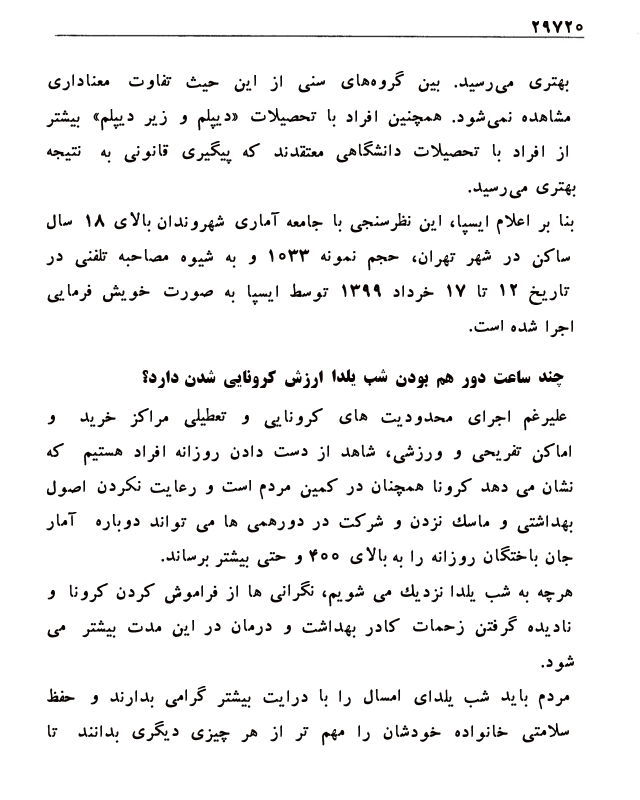 ۲۹۷۲۰
بهتری می‌رسید. بین گروه‌های سنی از این حیث تفاوت معناداری
مشاهده نمی‌شود. همچنین افراد با تحصیلات «دیپلم و زیر دیپلم» بیشتر
از افراد با تحصیلات دانشگاهی معتقدند که پیگیری قانونی به نتیجه
بهتری می‌رسید.
بنا بر اعلام ایسپا، این نظرسنجی با جامعه آماری شهروندان بالای ۱۸ سال
ساکن در شهر تهران، حجم نمونه ۱۰۳۳ و به شیوه مصاحبه تلفنی در
تاریخ ۱۲ تا ۱۷ خرداد ۱۳۹۹ توسط ایسپا به صورت خویش فرمایی
اجرا شده است.
چند ساعت دور هم بودن شب یلدا ارزش کرونایی شدن دارد؟
علیرغم اجرای محدودیت های کرونایی و تعطیلی مراکز خرید و
اماکن تفریحی و ورزشی، شاهد از دست دادن روزانه افراد هستیم که
نشان می دهد کرونا همچنان در کمین مردم است و رعایت نکردن اصول
بهداشتی و ماسك نزدن و شرکت در دورهمی ها می تواند دوباره آمار
جان باختگان روزانه را به بالای ۴۰۰ و حتی بیشتر برساند.
هرچه به شب یلدا نزدیك می شویم، نگرانی ها از فراموش کردن کرونا و
نادیده گرفتن زحمات کادر بهداشت و درمان در این مدت بیشتر می
شود.
مردم باید شب یلدای امسال را با درایت بیشتر گرامی بدارند و حفظ
سلامتی خانواده خودشان را مهم تر از هر چیزی دیگری بدانند تا